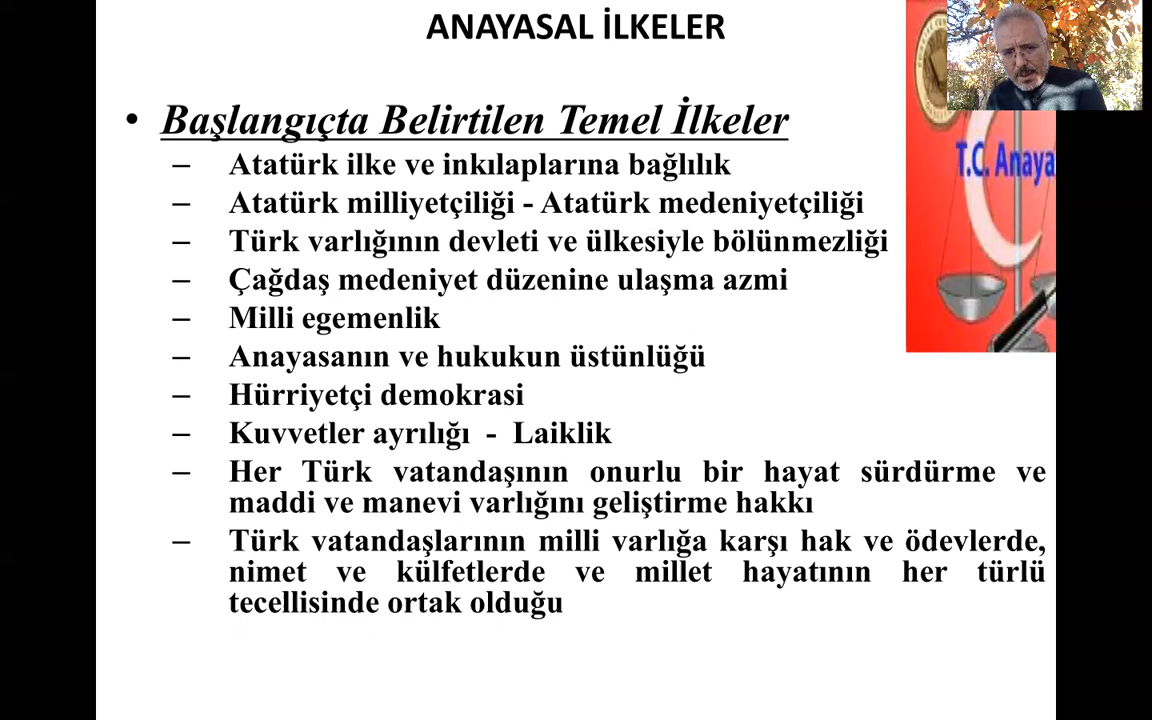 ANAYASAL İLKELER
• Başlangıçta Belirtilen Temel İlkeler
– Atatürk ilke ve inkılaplarına bağlılık
– Atatürk milliyetçiliği - Atatürk medeniyetçiliği
– Türk varlığının devleti ve ülkesiyle bölünmezliği
– Çağdaş medeniyet düzenine ulaşma azmi
– Milli egemenlik
– Anayasanın ve hukukun üstünlüğü
– Hürriyetçi demokrasi
– Kuvvetler ayrılığı - Laiklik
– Her Türk vatandaşının onurlu bir hayat sürdürme ve
maddi ve manevi varlığını geliştirme hakkı
– Türk vatandaşlarının milli varlığa karşı hak ve ödevlerde,
nimet ve külfetlerde ve millet hayatının her türlü
tecellisinde ortak olduğu
T.C. Anaya